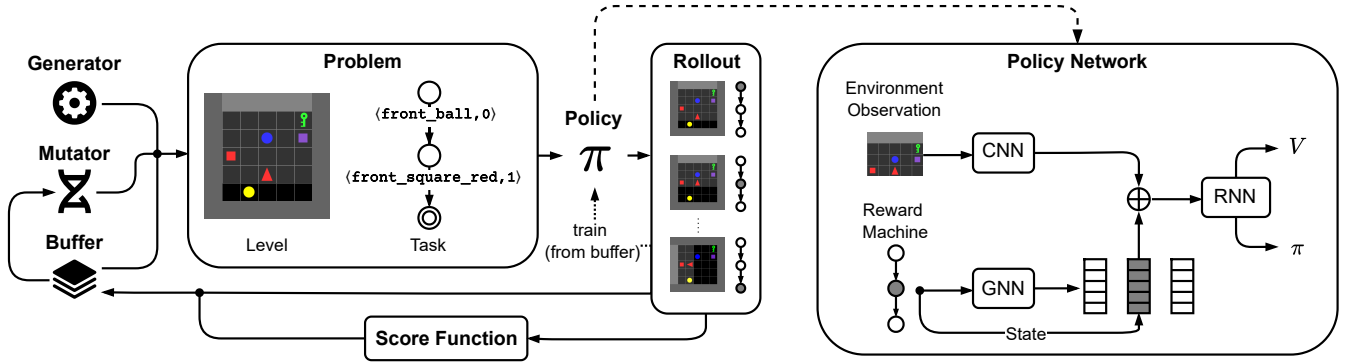 Generator
Mutator
Buffer
Problem
⟨front_ball,0⟩
⟨front_square_red,1⟩
Level
Task
Policy
π
train
(from buffer)
Rollout
Score Function
Policy Network
Environment
Observation
CNN
Reward
Machine
GNN
State
RNN
V
π